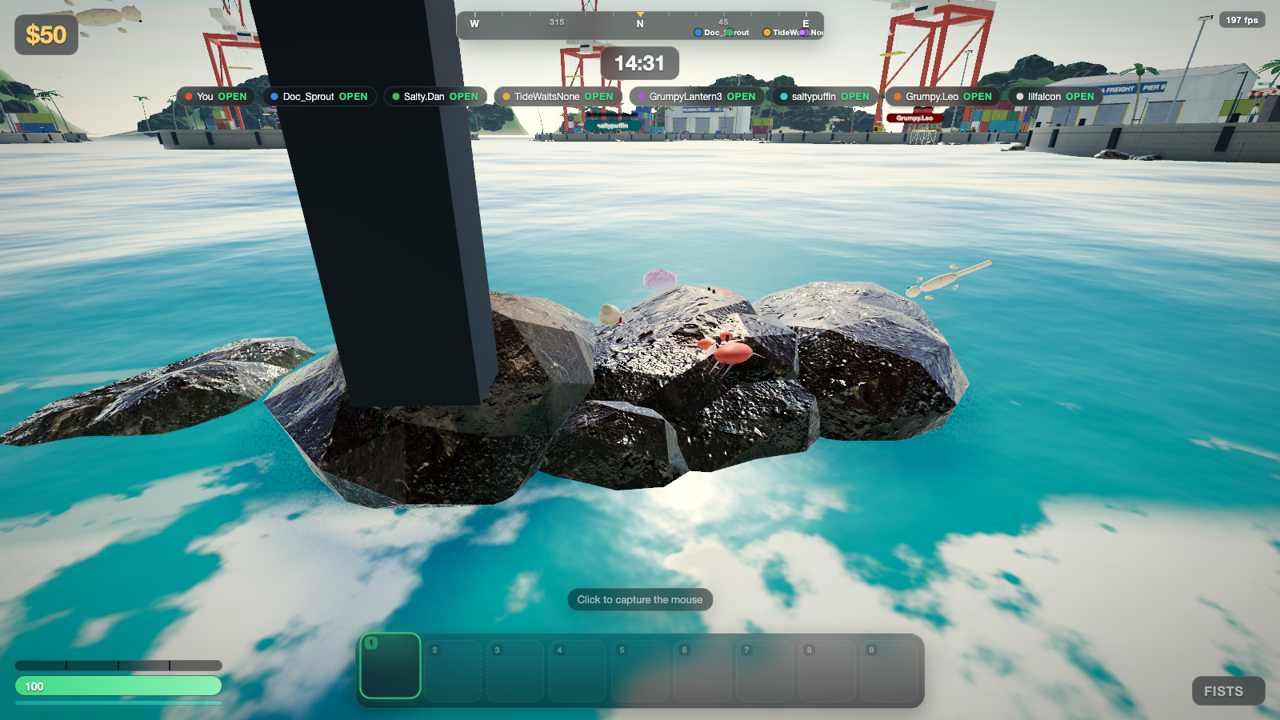 $50
W 315 N 45 E
Doc_Sprout
197 fps
14:31
You OPEN
Doc_Sprout OPEN
Salty.Dan OPEN
TideWaitsNone OPEN
GrumpyLantern3 OPEN
saltypuffin OPEN
Grumpy.Leo OPEN
lilfalcon OPEN
FREIGHT PIER 9
saltypuffin
Grumpy.Leo
Click to capture the mouse
1 2 3 4 5 6 7 8 9
100
FISTS